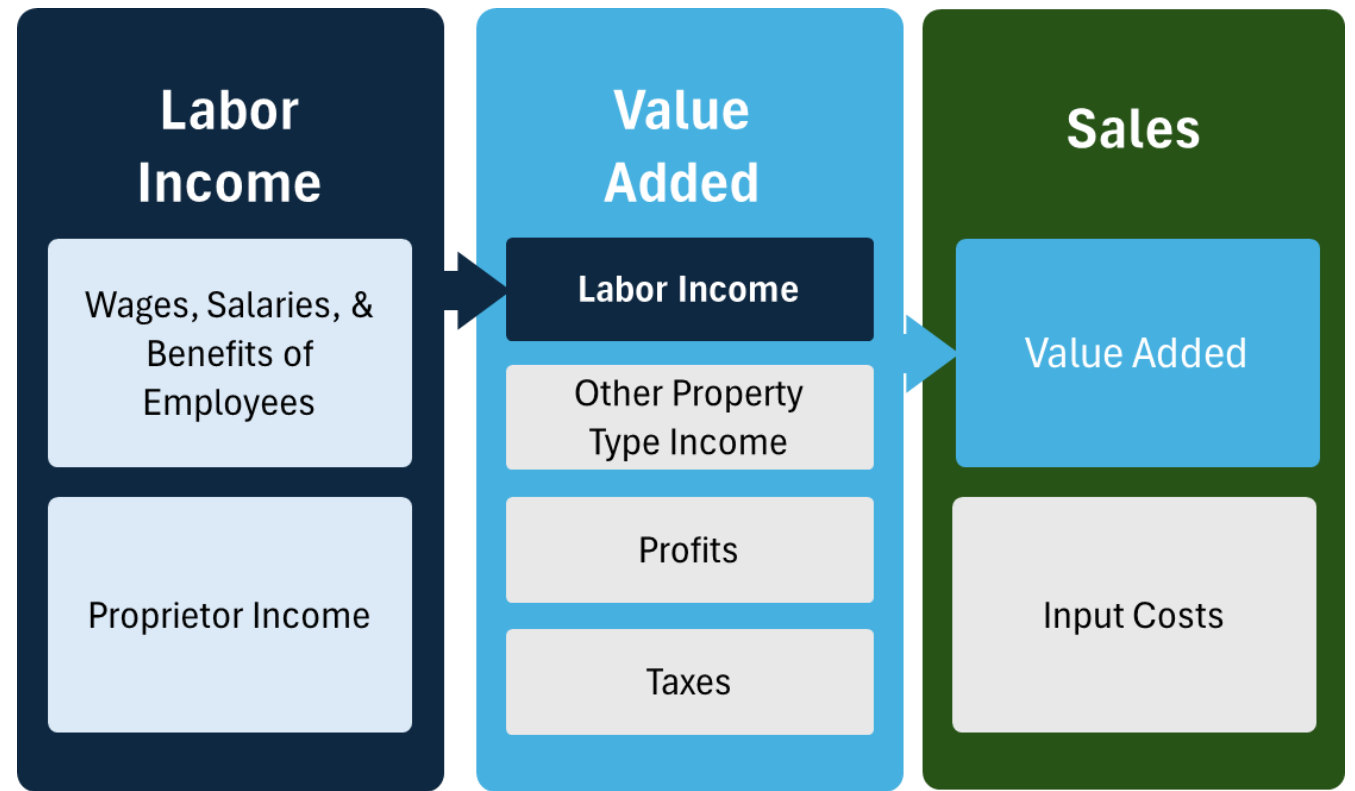 Labor
Income
Wages, Salaries, &
Benefits of
Employees
Proprietor Income
Value
Added
Labor Income
Other Property
Type Income
Profits
Taxes
Sales
Value Added
Input Costs